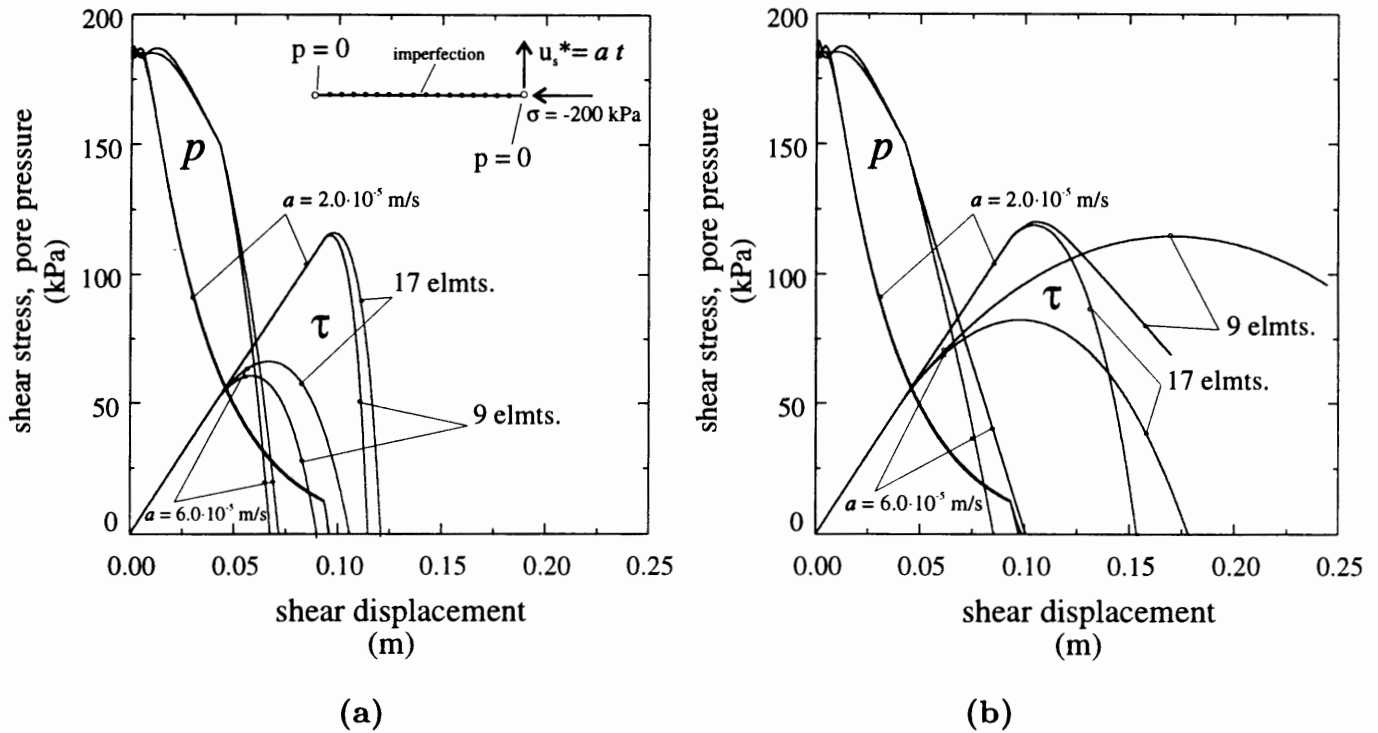 200
150
100
50
0
shear stress, pore pressure
(kPa)
p = 0
imperfection
u_s* = a t
σ = -200 kPa
p = 0
p
a = 2.0·10⁻⁵ m/s
17 elmts.
τ
9 elmts.
a = 6.0·10⁻⁵ m/s
0.00 0.05 0.10 0.15 0.20 0.25
shear displacement
(m)
(a)
200
150
100
50
0
shear stress, pore pressure
(kPa)
p
a = 2.0·10⁻⁵ m/s
τ
9 elmts.
17 elmts.
a = 6.0·10⁻⁵ m/s
0.00 0.05 0.10 0.15 0.20 0.25
shear displacement
(m)
(b)